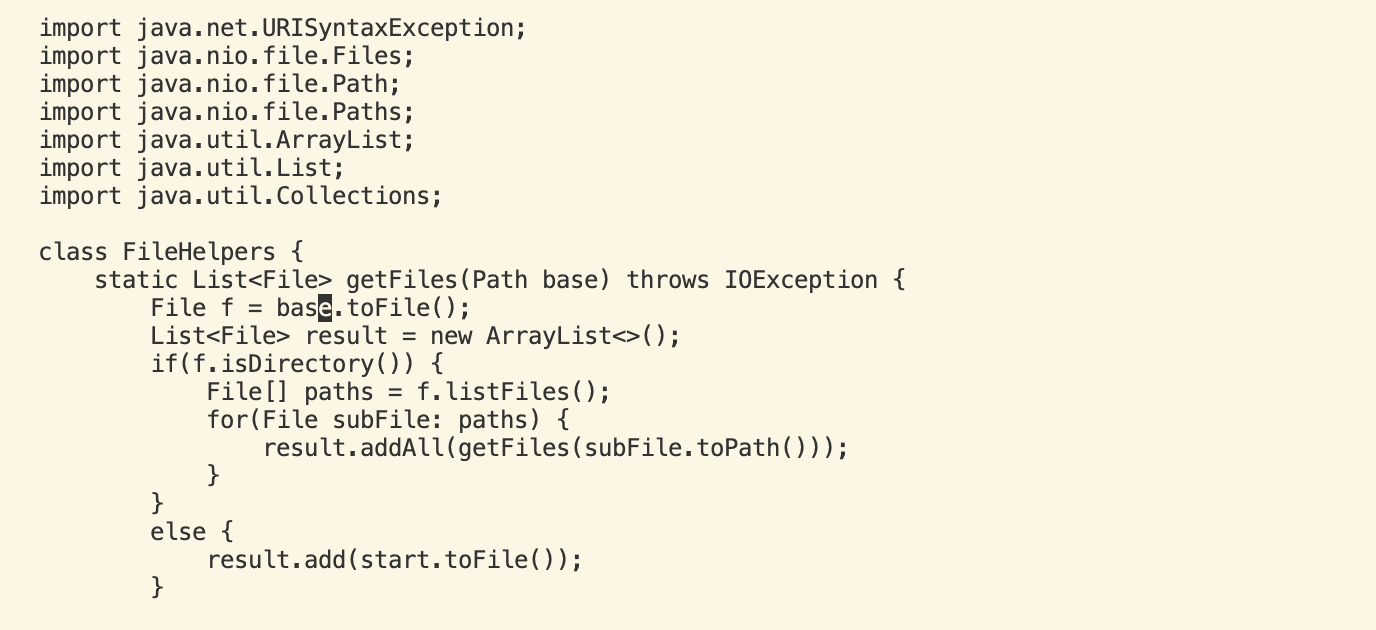 import java.net.URISyntaxException;
import java.nio.file.Files;
import java.nio.file.Path;
import java.nio.file.Paths;
import java.util.ArrayList;
import java.util.List;
import java.util.Collections;

class FileHelpers {
    static List<File> getFiles(Path base) throws IOException {
        File f = base.toFile();
        List<File> result = new ArrayList<>();
        if(f.isDirectory()) {
            File[] paths = f.listFiles();
            for(File subFile: paths) {
                result.addAll(getFiles(subFile.toPath()));
            }
        }
        else {
            result.add(start.toFile());
        }